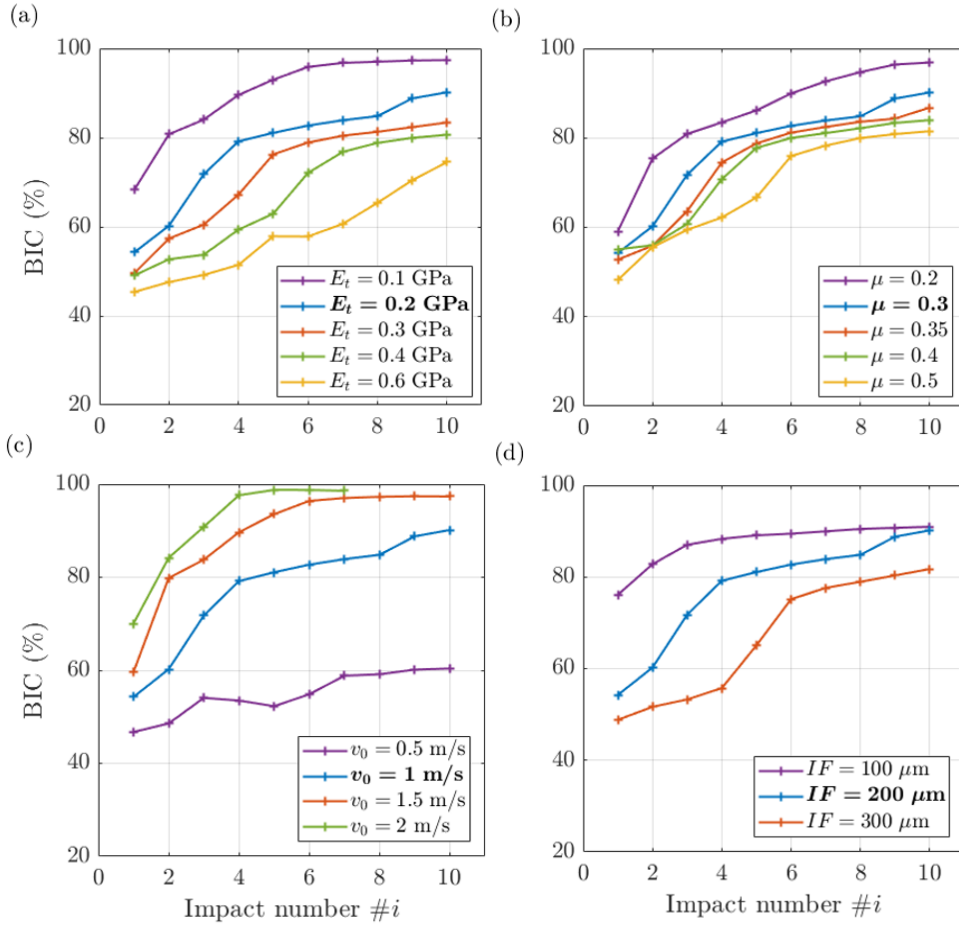 (a)
100
80
60
40
20
BIC (%)
0 2 4 6 8 10
E_t = 0.1 GPa
E_t = 0.2 GPa
E_t = 0.3 GPa
E_t = 0.4 GPa
E_t = 0.6 GPa
(b)
100
80
60
40
20
0 2 4 6 8 10
μ = 0.2
μ = 0.3
μ = 0.35
μ = 0.4
μ = 0.5
(c)
100
80
60
40
20
BIC (%)
0 2 4 6 8 10
Impact number #i
v_0 = 0.5 m/s
v_0 = 1 m/s
v_0 = 1.5 m/s
v_0 = 2 m/s
(d)
100
80
60
40
20
0 2 4 6 8 10
Impact number #i
IF = 100 μm
IF = 200 μm
IF = 300 μm